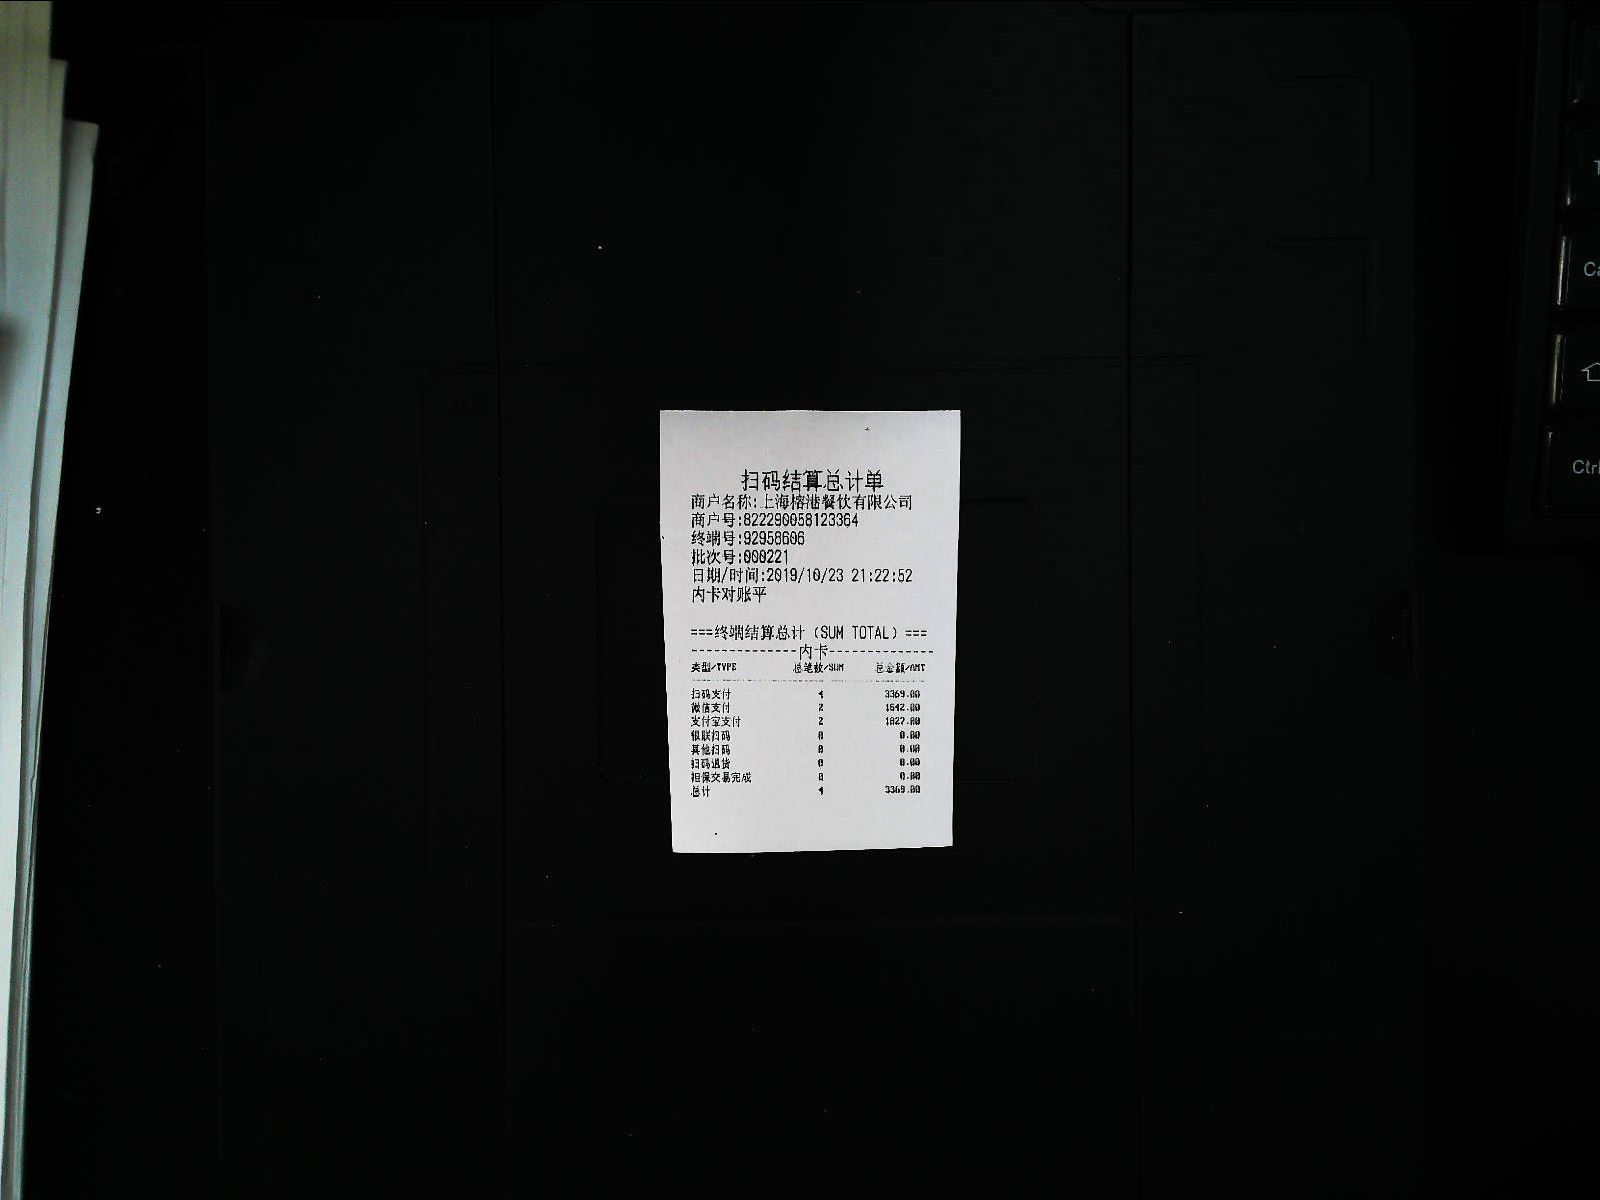 扫码结算总计单
商户名称:上海榕港餐饮有限公司
商户号:822290058123364
终端号:92958606
批次号:000221
日期/时间:2019/10/23 21:22:52
内卡对账平
===终端结算总计（SUM TOTAL）===
--------------内卡--------------
类型/TYPE 总笔数/SUM 总金额/AMT
扫码支付 4 3369.00
微信支付 2 1542.00
支付宝支付 2 1827.00
银联扫码 0 0.00
其他扫码 0 0.00
扫码退货 0 0.00
担保交易完成 0 0.00
总计 4 3369.00
Ctrl